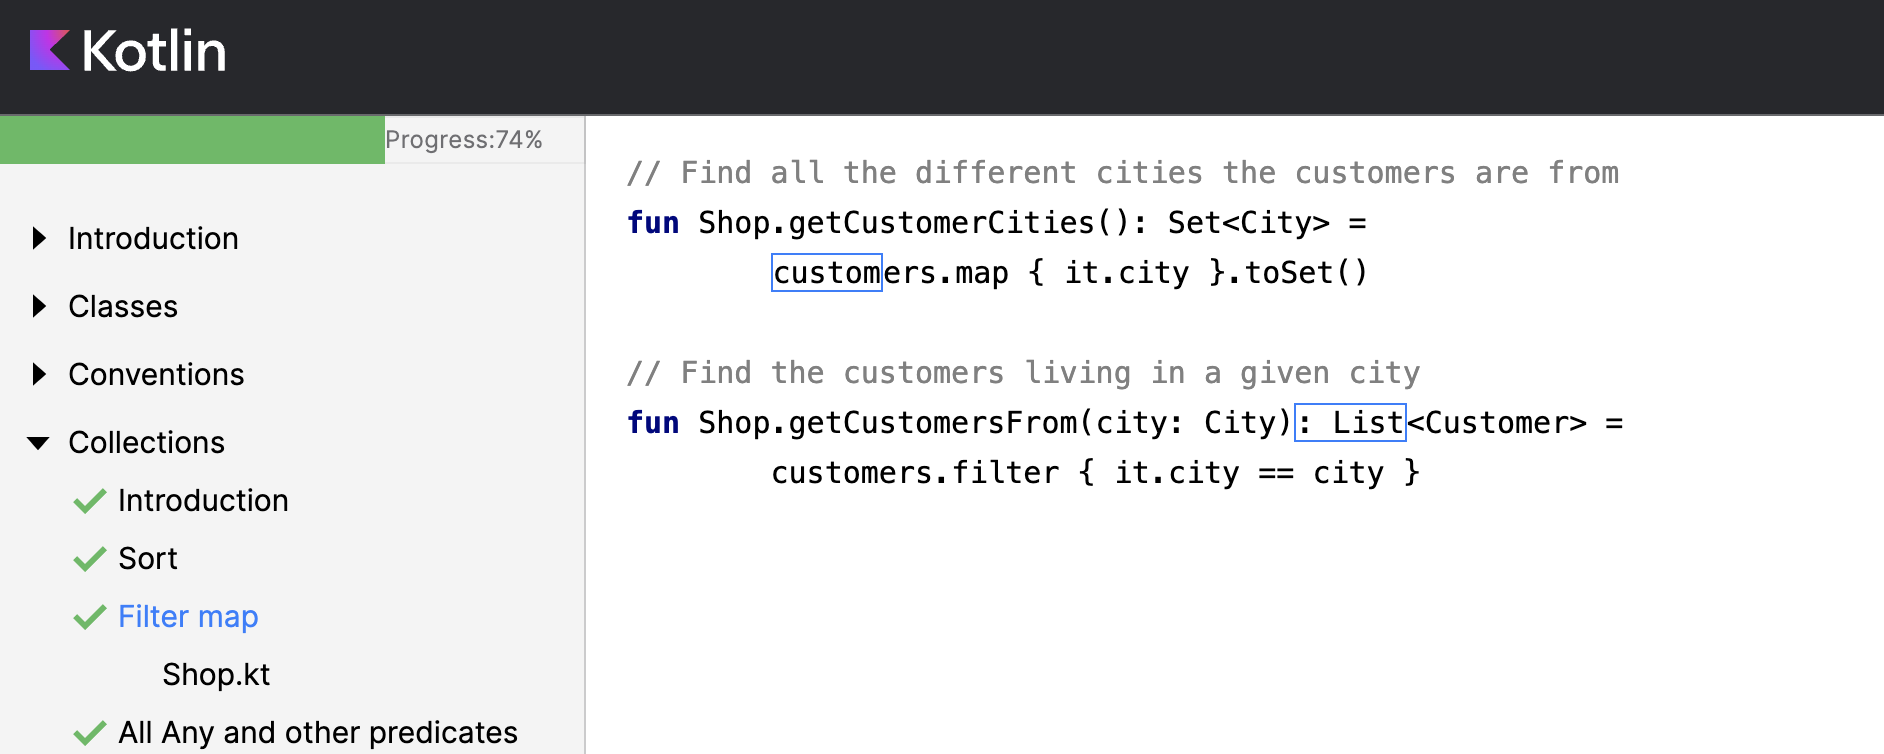 Kotlin
Progress:74%
Introduction
Classes
Conventions
Collections
Introduction
Sort
Filter map
Shop.kt
All Any and other predicates
// Find all the different cities the customers are from
fun Shop.getCustomerCities(): Set<City> =
        customers.map { it.city }.toSet()
// Find the customers living in a given city
fun Shop.getCustomersFrom(city: City): List<Customer> =
        customers.filter { it.city == city }